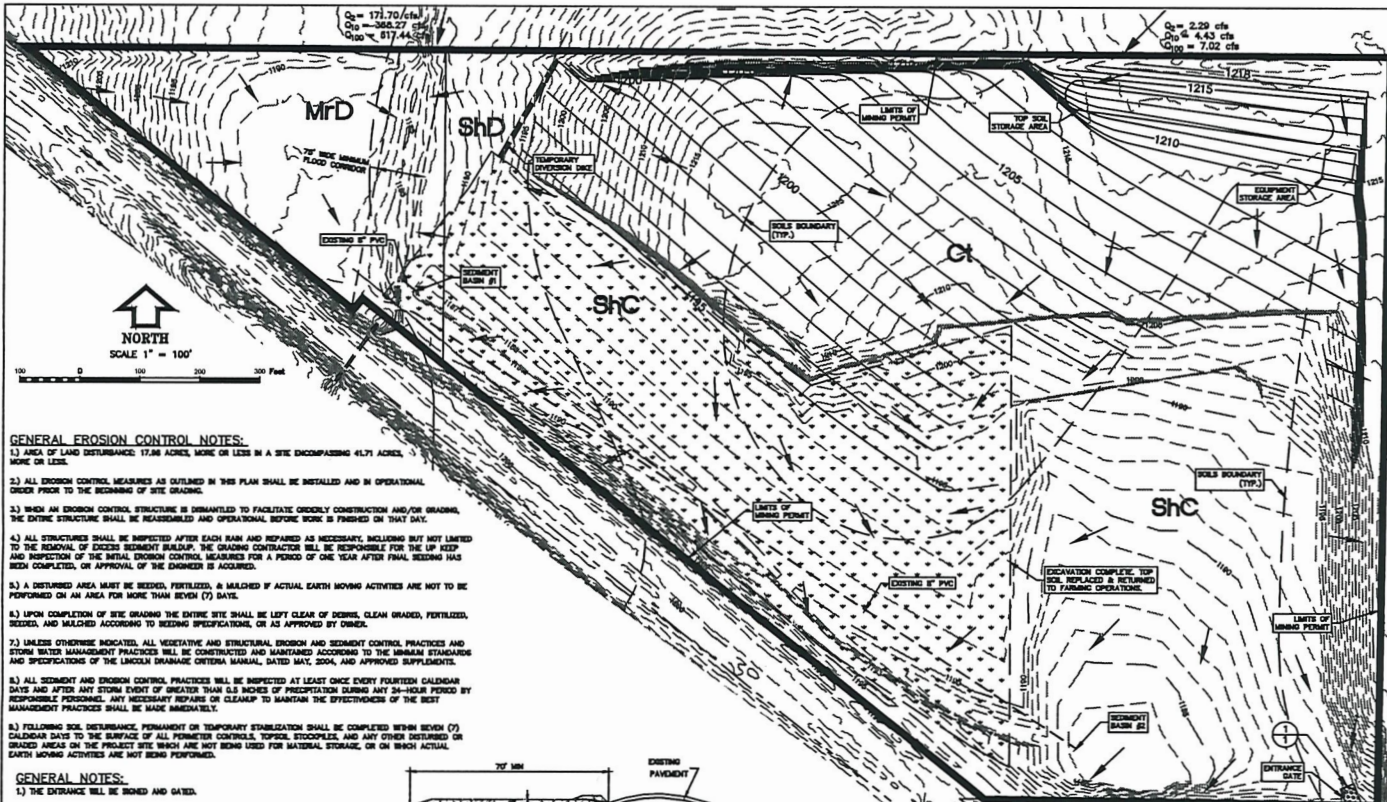 Q2= 171.70/cfs
Q10 = 388.27 cfs
Q100 = 517.44 cfs
Q2= 2.29 cfs
Q10= 4.43 cfs
Q100 = 7.02 cfs
MrD
ShD
75' WIDE MINIMUM
FLOOD CORRIDOR
TEMPORARY
DIVERSION DIKE
LIMITS OF
MINING PERMIT
TOP SOIL
STORAGE AREA
1218
1215
1210
1205
1200
EQUIPMENT
STORAGE AREA
SOILS BOUNDARY
(TYP.)
Ct
EXISTING 8" PVC
SEDIMENT
BASIN #1
ShC
NORTH
SCALE 1" = 100'
100 0 100 200 300 Feet
GENERAL EROSION CONTROL NOTES:
1.) AREA OF LAND DISTURBANCE: 17.98 ACRES, MORE OR LESS IN A SITE ENCOMPASSING 41.71 ACRES,
MORE OR LESS.
2.) ALL EROSION CONTROL MEASURES AS OUTLINED IN THIS PLAN SHALL BE INSTALLED AND IN OPERATIONAL
ORDER PRIOR TO THE BEGINNING OF SITE GRADING.
3.) WHEN AN EROSION CONTROL STRUCTURE IS DISMANTLED TO FACILITATE ORDERLY CONSTRUCTION AND/OR GRADING,
THE ENTIRE STRUCTURE SHALL BE REASSEMBLED AND OPERATIONAL BEFORE WORK IS FINISHED ON THAT DAY.
4.) ALL STRUCTURES SHALL BE INSPECTED AFTER EACH RAIN AND REPAIRED AS NECESSARY, INCLUDING BUT NOT LIMITED
TO THE REMOVAL OF EXCESS SEDIMENT BUILDUP. THE GRADING CONTRACTOR WILL BE RESPONSIBLE FOR THE UP KEEP
AND INSPECTION OF THE INITIAL EROSION CONTROL MEASURES FOR A PERIOD OF ONE YEAR AFTER FINAL SEEDING HAS
BEEN COMPLETED, OR APPROVAL OF THE ENGINEER IS ACQUIRED.
5.) A DISTURBED AREA MUST BE SEEDED, FERTILIZED, & MULCHED IF ACTUAL EARTH MOVING ACTIVITIES ARE NOT TO BE
PERFORMED ON AN AREA FOR MORE THAN SEVEN (7) DAYS.
6.) UPON COMPLETION OF SITE GRADING THE ENTIRE SITE SHALL BE LEFT CLEAR OF DEBRIS, CLEAN GRADED, FERTILIZED,
SEEDED, AND MULCHED ACCORDING TO SEEDING SPECIFICATIONS, OR AS APPROVED BY OWNER.
7.) UNLESS OTHERWISE INDICATED, ALL VEGETATIVE AND STRUCTURAL EROSION AND SEDIMENT CONTROL PRACTICES AND
STORM WATER MANAGEMENT PRACTICES WILL BE CONSTRUCTED AND MAINTAINED ACCORDING TO THE MINIMUM STANDARDS
AND SPECIFICATIONS OF THE LINCOLN DRAINAGE CRITERIA MANUAL, DATED MAY, 2004, AND APPROVED SUPPLEMENTS.
8.) ALL SEDIMENT AND EROSION CONTROL PRACTICES WILL BE INSPECTED AT LEAST ONCE EVERY FOURTEEN CALENDAR
DAYS AND AFTER ANY STORM EVENT OF GREATER THAN 0.5 INCHES OF PRECIPITATION DURING ANY 24-HOUR PERIOD BY
RESPONSIBLE PERSONNEL. ANY NECESSARY REPAIRS OR CLEANUP TO MAINTAIN THE EFFECTIVENESS OF THE BEST
MANAGEMENT PRACTICES SHALL BE MADE IMMEDIATELY.
9.) FOLLOWING SOIL DISTURBANCE, PERMANENT OR TEMPORARY STABILIZATION SHALL BE COMPLETED WITHIN SEVEN (7)
CALENDAR DAYS TO THE SURFACE OF ALL PERIMETER CONTROLS, TOPSOIL STOCKPILES, AND ANY OTHER DISTURBED OR
GRADED AREAS ON THE PROJECT SITE WHICH ARE NOT BEING USED FOR MATERIAL STORAGE, OR ON WHICH ACTUAL
EARTH MOVING ACTIVITIES ARE NOT BEING PERFORMED.
GENERAL NOTES:
1.) THE ENTRANCE WILL BE SIGNED AND GATED.
LIMITS OF
MINING PERMIT
EXISTING 8" PVC
EXCAVATION COMPLETE. TOP
SOIL REPLACED & RETURNED
TO FARMING OPERATIONS.
SOILS BOUNDARY
(TYP.)
ShC
LIMITS OF
MINING PERMIT
SEDIMENT
BASIN #2
1
ENTRANCE
GATE
70' MIN
EXISTING
PAVEMENT